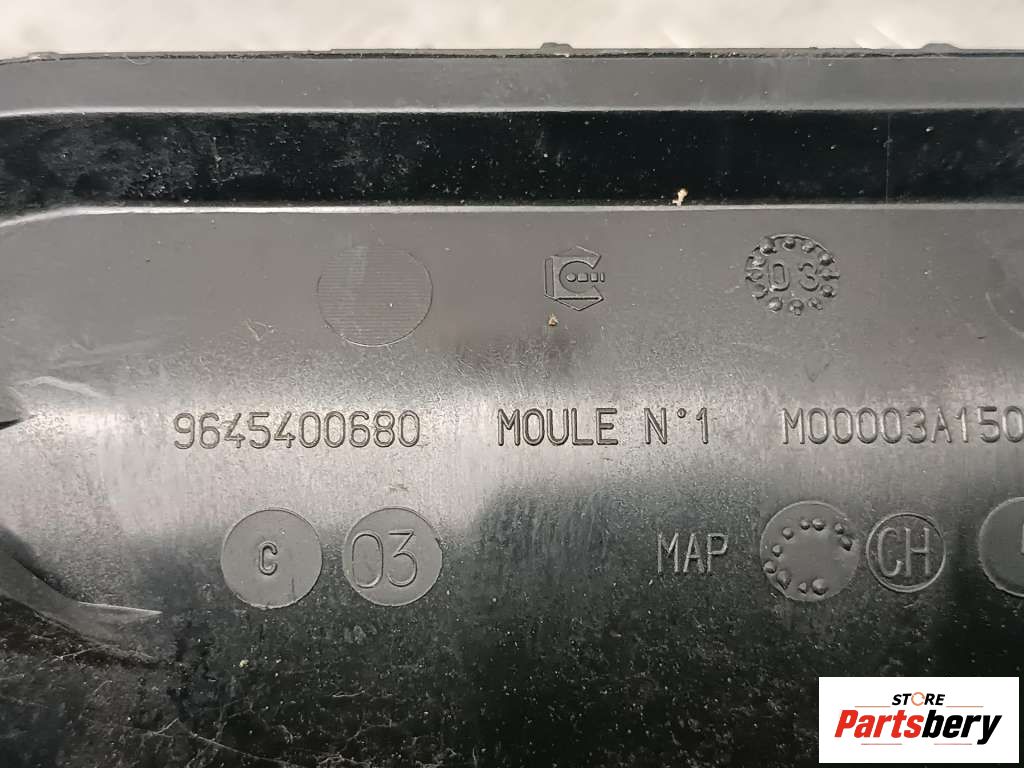 03
9645400680 MOULE N°1 M00003A150
C 03 MAP CH
STORE
Partsbery